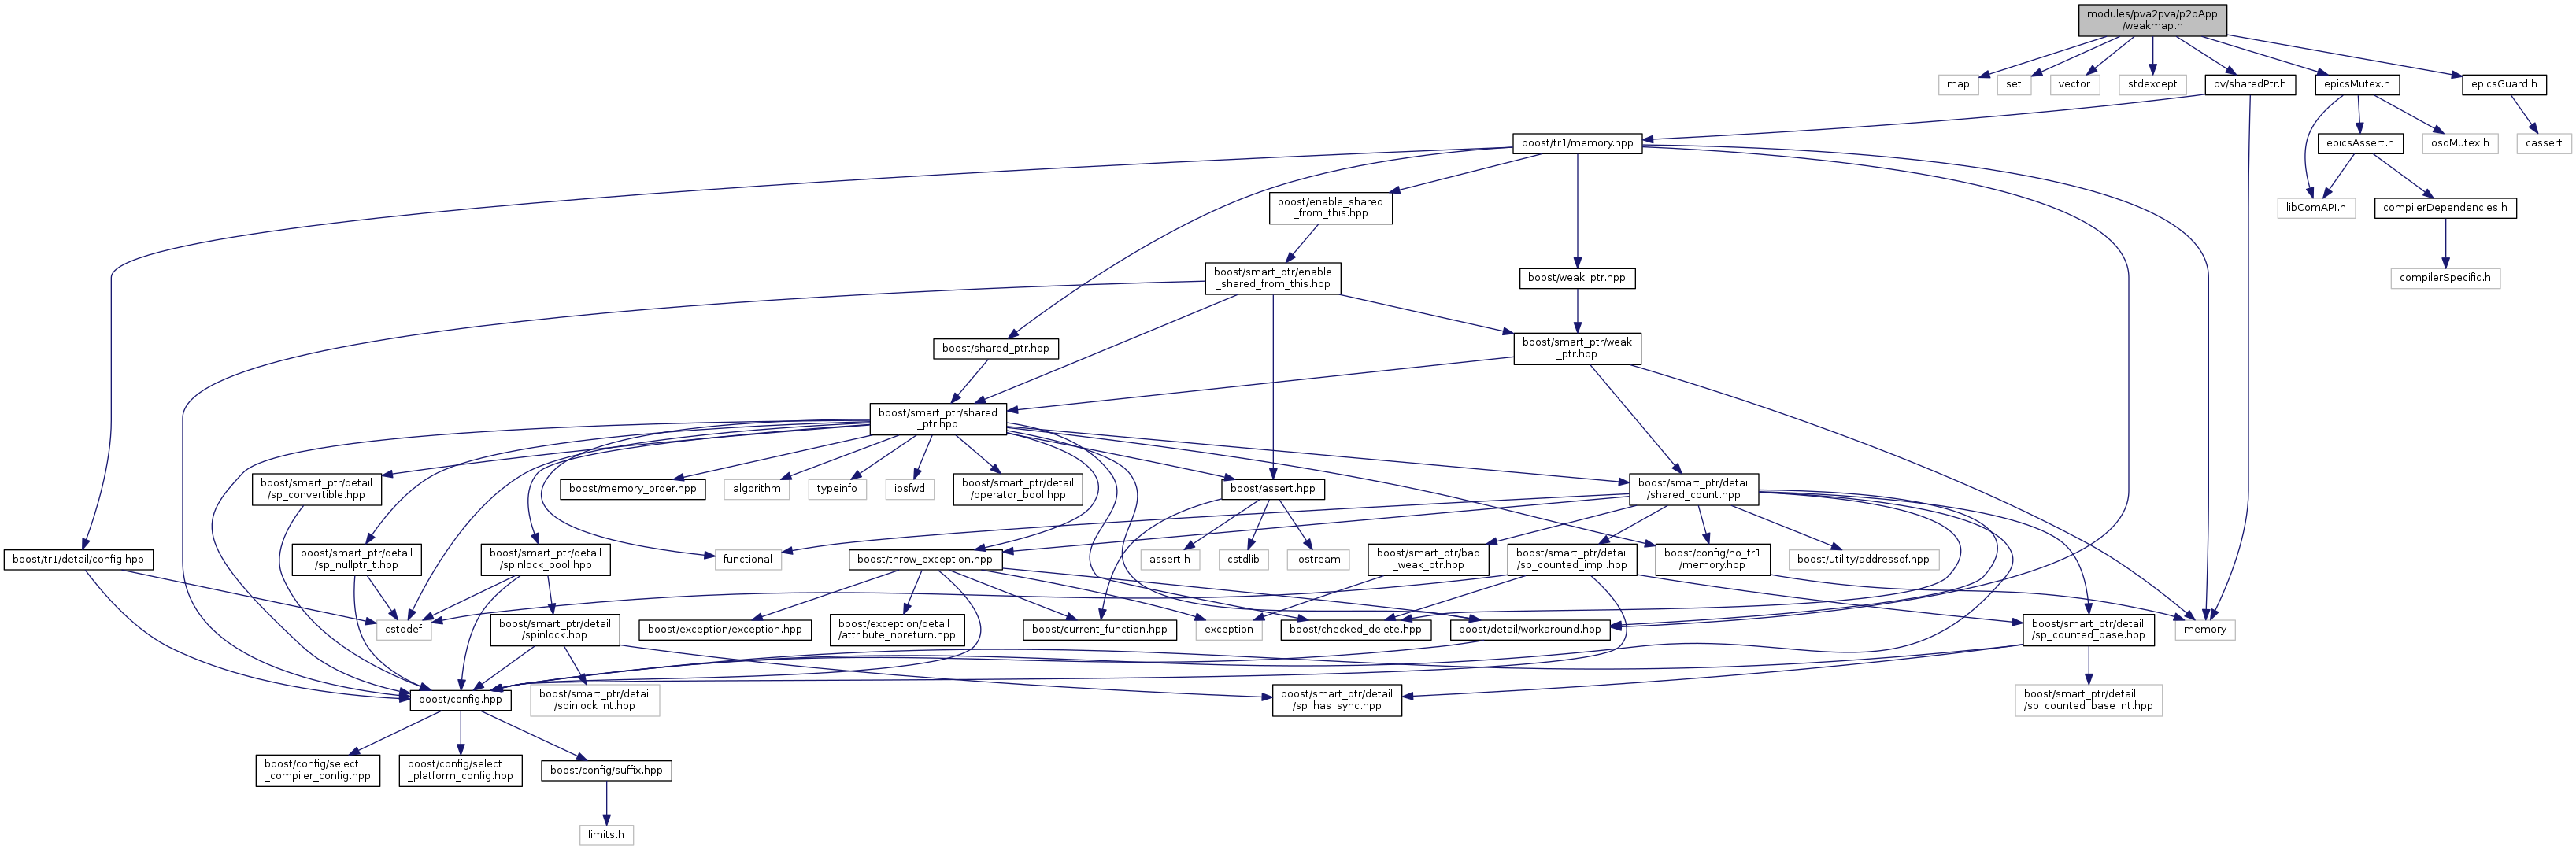 modules/pva2pva/p2pApp
/weakmap.h
map
set
vector
stdexcept
pv/sharedPtr.h
epicsMutex.h
epicsGuard.h
boost/tr1/memory.hpp
epicsAssert.h
osdMutex.h
cassert
boost/enable_shared
_from_this.hpp
libComAPI.h
compilerDependencies.h
boost/smart_ptr/enable
_shared_from_this.hpp
boost/weak_ptr.hpp
compilerSpecific.h
boost/shared_ptr.hpp
boost/smart_ptr/weak
_ptr.hpp
boost/smart_ptr/shared
_ptr.hpp
boost/smart_ptr/detail
/sp_convertible.hpp
boost/memory_order.hpp
algorithm
typeinfo
iosfwd
boost/smart_ptr/detail
/operator_bool.hpp
boost/assert.hpp
boost/smart_ptr/detail
/shared_count.hpp
boost/tr1/detail/config.hpp
boost/smart_ptr/detail
/sp_nullptr_t.hpp
boost/smart_ptr/detail
/spinlock_pool.hpp
functional
boost/throw_exception.hpp
assert.h
cstdlib
iostream
boost/smart_ptr/bad
_weak_ptr.hpp
boost/smart_ptr/detail
/sp_counted_impl.hpp
boost/config/no_tr1
/memory.hpp
boost/utility/addressof.hpp
cstddef
boost/smart_ptr/detail
/spinlock.hpp
boost/exception/exception.hpp
boost/exception/detail
/attribute_noreturn.hpp
boost/current_function.hpp
exception
boost/checked_delete.hpp
boost/detail/workaround.hpp
boost/smart_ptr/detail
/sp_counted_base.hpp
memory
boost/config.hpp
boost/smart_ptr/detail
/spinlock_nt.hpp
boost/smart_ptr/detail
/sp_has_sync.hpp
boost/smart_ptr/detail
/sp_counted_base_nt.hpp
boost/config/select
_compiler_config.hpp
boost/config/select
_platform_config.hpp
boost/config/suffix.hpp
limits.h